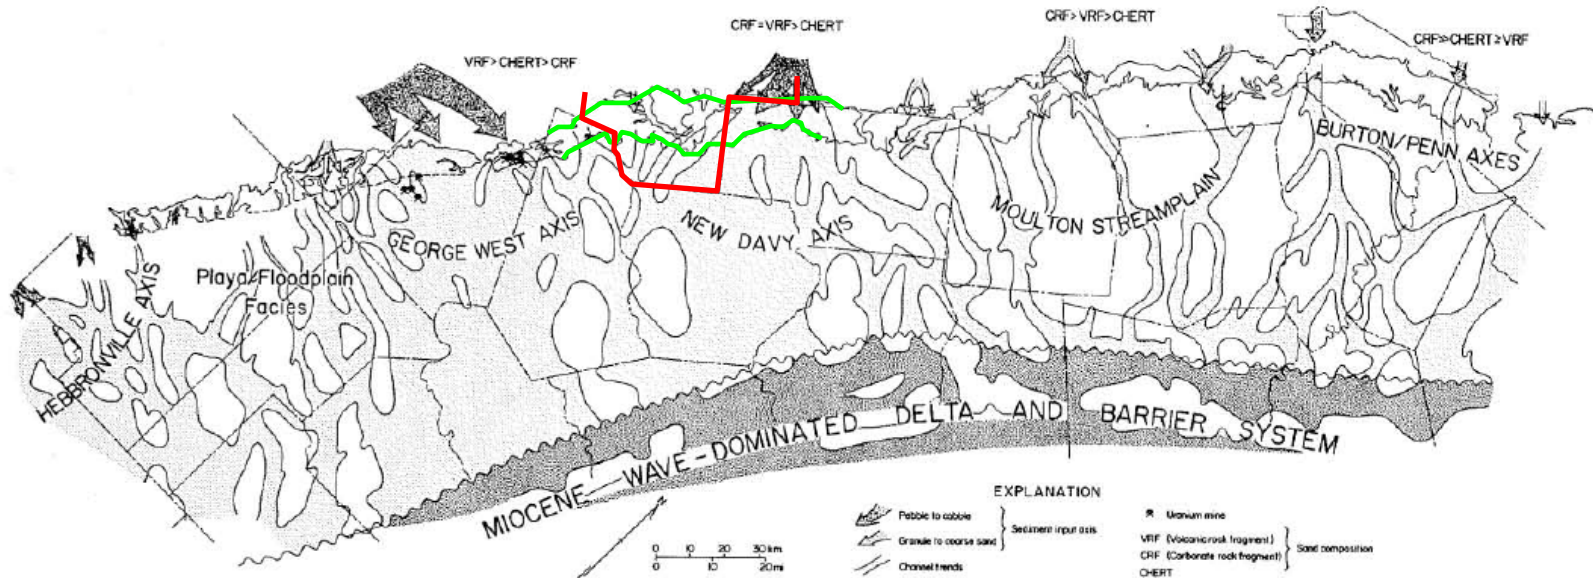 CRF = VRF > CHERT
CRF > VRF > CHERT
CRF >> CHERT ≥ VRF
VRF > CHERT > CRF
BURTON/PENN AXES
MOULTON STREAMPLAIN
NEW DAVY AXIS
GEORGE WEST AXIS
Playa-Floodplain
Facies
HEBBRONVILLE AXIS
MIOCENE WAVE-DOMINATED DELTA AND BARRIER SYSTEM
EXPLANATION
Pebble to cobble
Granule to coarse sand
Sediment input axis
Channel trends
Uranium mine
VRF (Volcanic rock fragment)
CRF (Carbonate rock fragment)
CHERT
Sand composition
0 10 20 30 km
0 10 20 mi